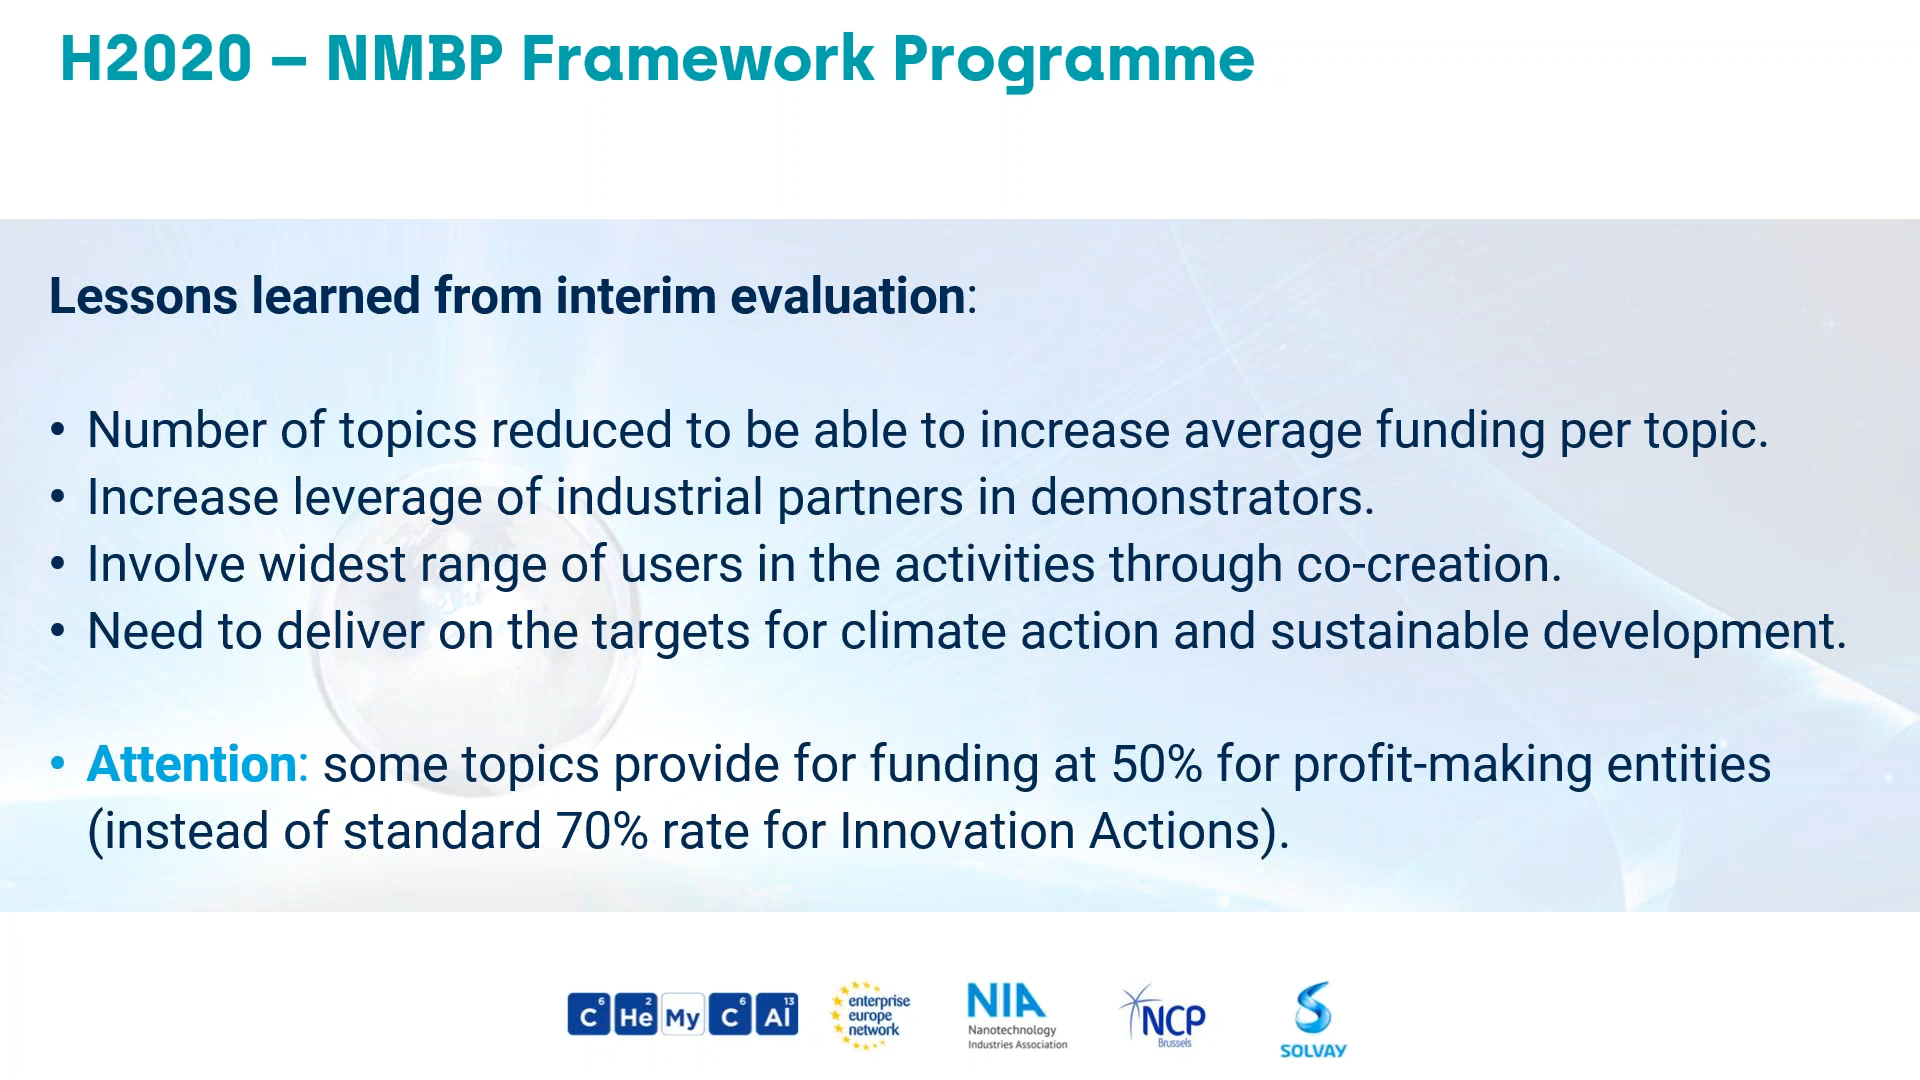 H2020 – NMBP Framework Programme
Lessons learned from interim evaluation:
• Number of topics reduced to be able to increase average funding per topic.
• Increase leverage of industrial partners in demonstrators.
• Involve widest range of users in the activities through co-creation.
• Need to deliver on the targets for climate action and sustainable development.
• Attention: some topics provide for funding at 50% for profit-making entities
(instead of standard 70% rate for Innovation Actions).
6 2 6 13
C He My C Al
enterprise
europe
network
NIA
Nanotechnology
Industries Association
NCP
Brussels
SOLVAY